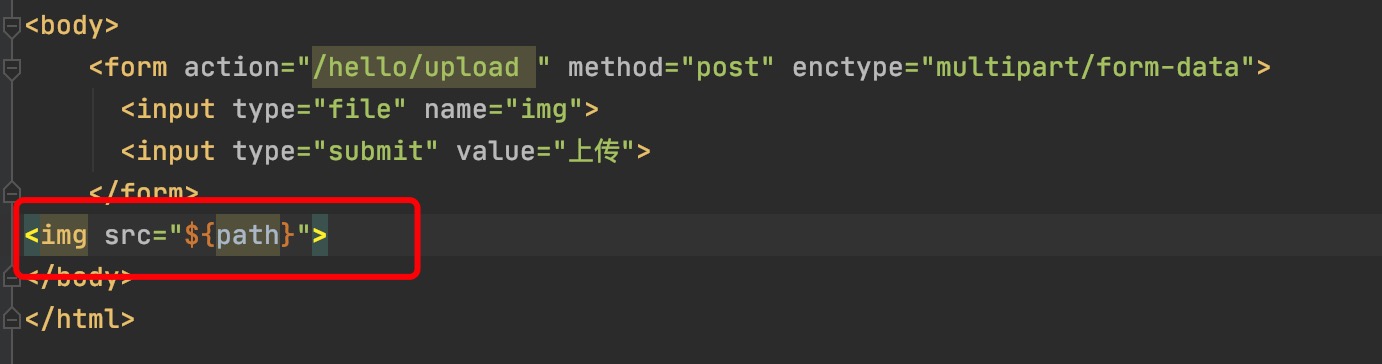 <body>
<form action="/hello/upload " method="post" enctype="multipart/form-data">
<input type="file" name="img">
<input type="submit" value="上传">
</form>
<img src="${path}">
</body>
</html>